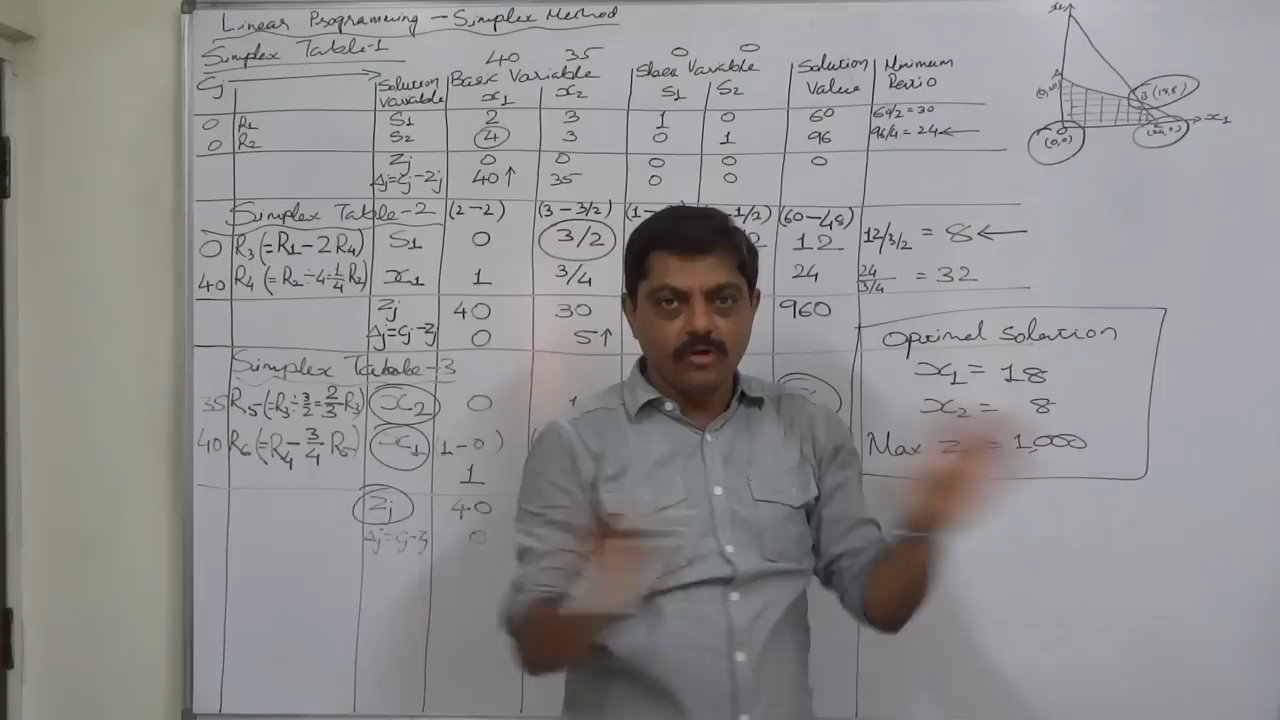 Linear Programming - Simplex Method
Simplex Table-1
40 35 0 0
Cj Solution Variable Basic Variable Slack Variable Solution Value Minimum Ratio
x1 x2 S1 S2
0 R1 S1 2 3 1 0 60 60/2 = 30
0 R2 S2 4 3 0 1 96 96/4 = 24
Zj 0 0 0 0 0
Δj=Cj-Zj 40↑ 35 0 0
Simplex Table-2 (2-2) (3-3/2) (60-48)
0 R3(=R1-2R4) S1 0 3/2 12 12/3/2 = 8
40 R4(=R2÷4=1/4 R2) x1 1 3/4 24 24/3/4 = 32
Zj 40 30 960
Δj=Cj-Zj 0 5↑
Simplex Table-3
35 R5(=R3÷3/2=2/3 R3) x2 0
40 R6(=R4-3/4 R5) x1 (1-0)
1
Zj 40
Δj=Cj-Zj 0
Optimal Solution
x1 = 18
x2 = 8
Max Z = 1,000
A
B (18,8)
(0,0)
(24,0)
x1